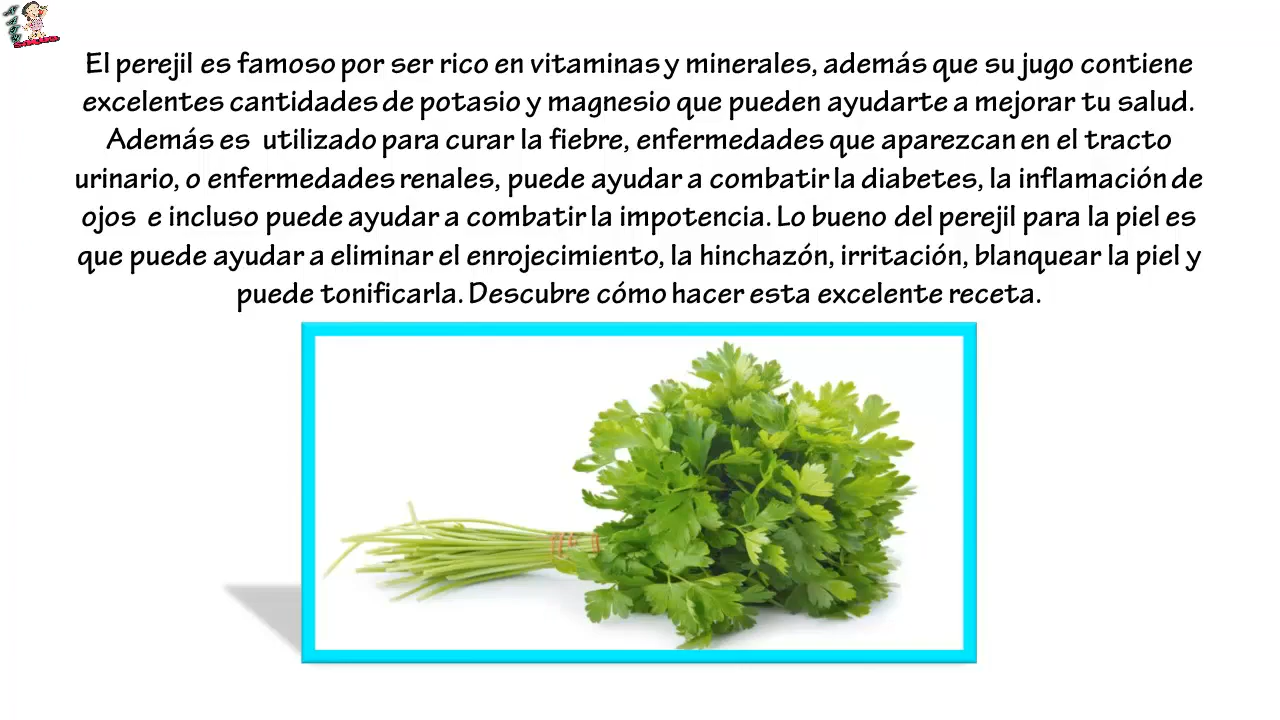 El perejil es famoso por ser rico en vitaminas y minerales, además que su jugo contiene
excelentes cantidades de potasio y magnesio que pueden ayudarte a mejorar tu salud.
Además es utilizado para curar la fiebre, enfermedades que aparezcan en el tracto
urinario, o enfermedades renales, puede ayudar a combatir la diabetes, la inflamación de
ojos e incluso puede ayudar a combatir la impotencia. Lo bueno del perejil para la piel es
que puede ayudar a eliminar el enrojecimiento, la hinchazón, irritación, blanquear la piel y
puede tonificarla. Descubre cómo hacer esta excelente receta.